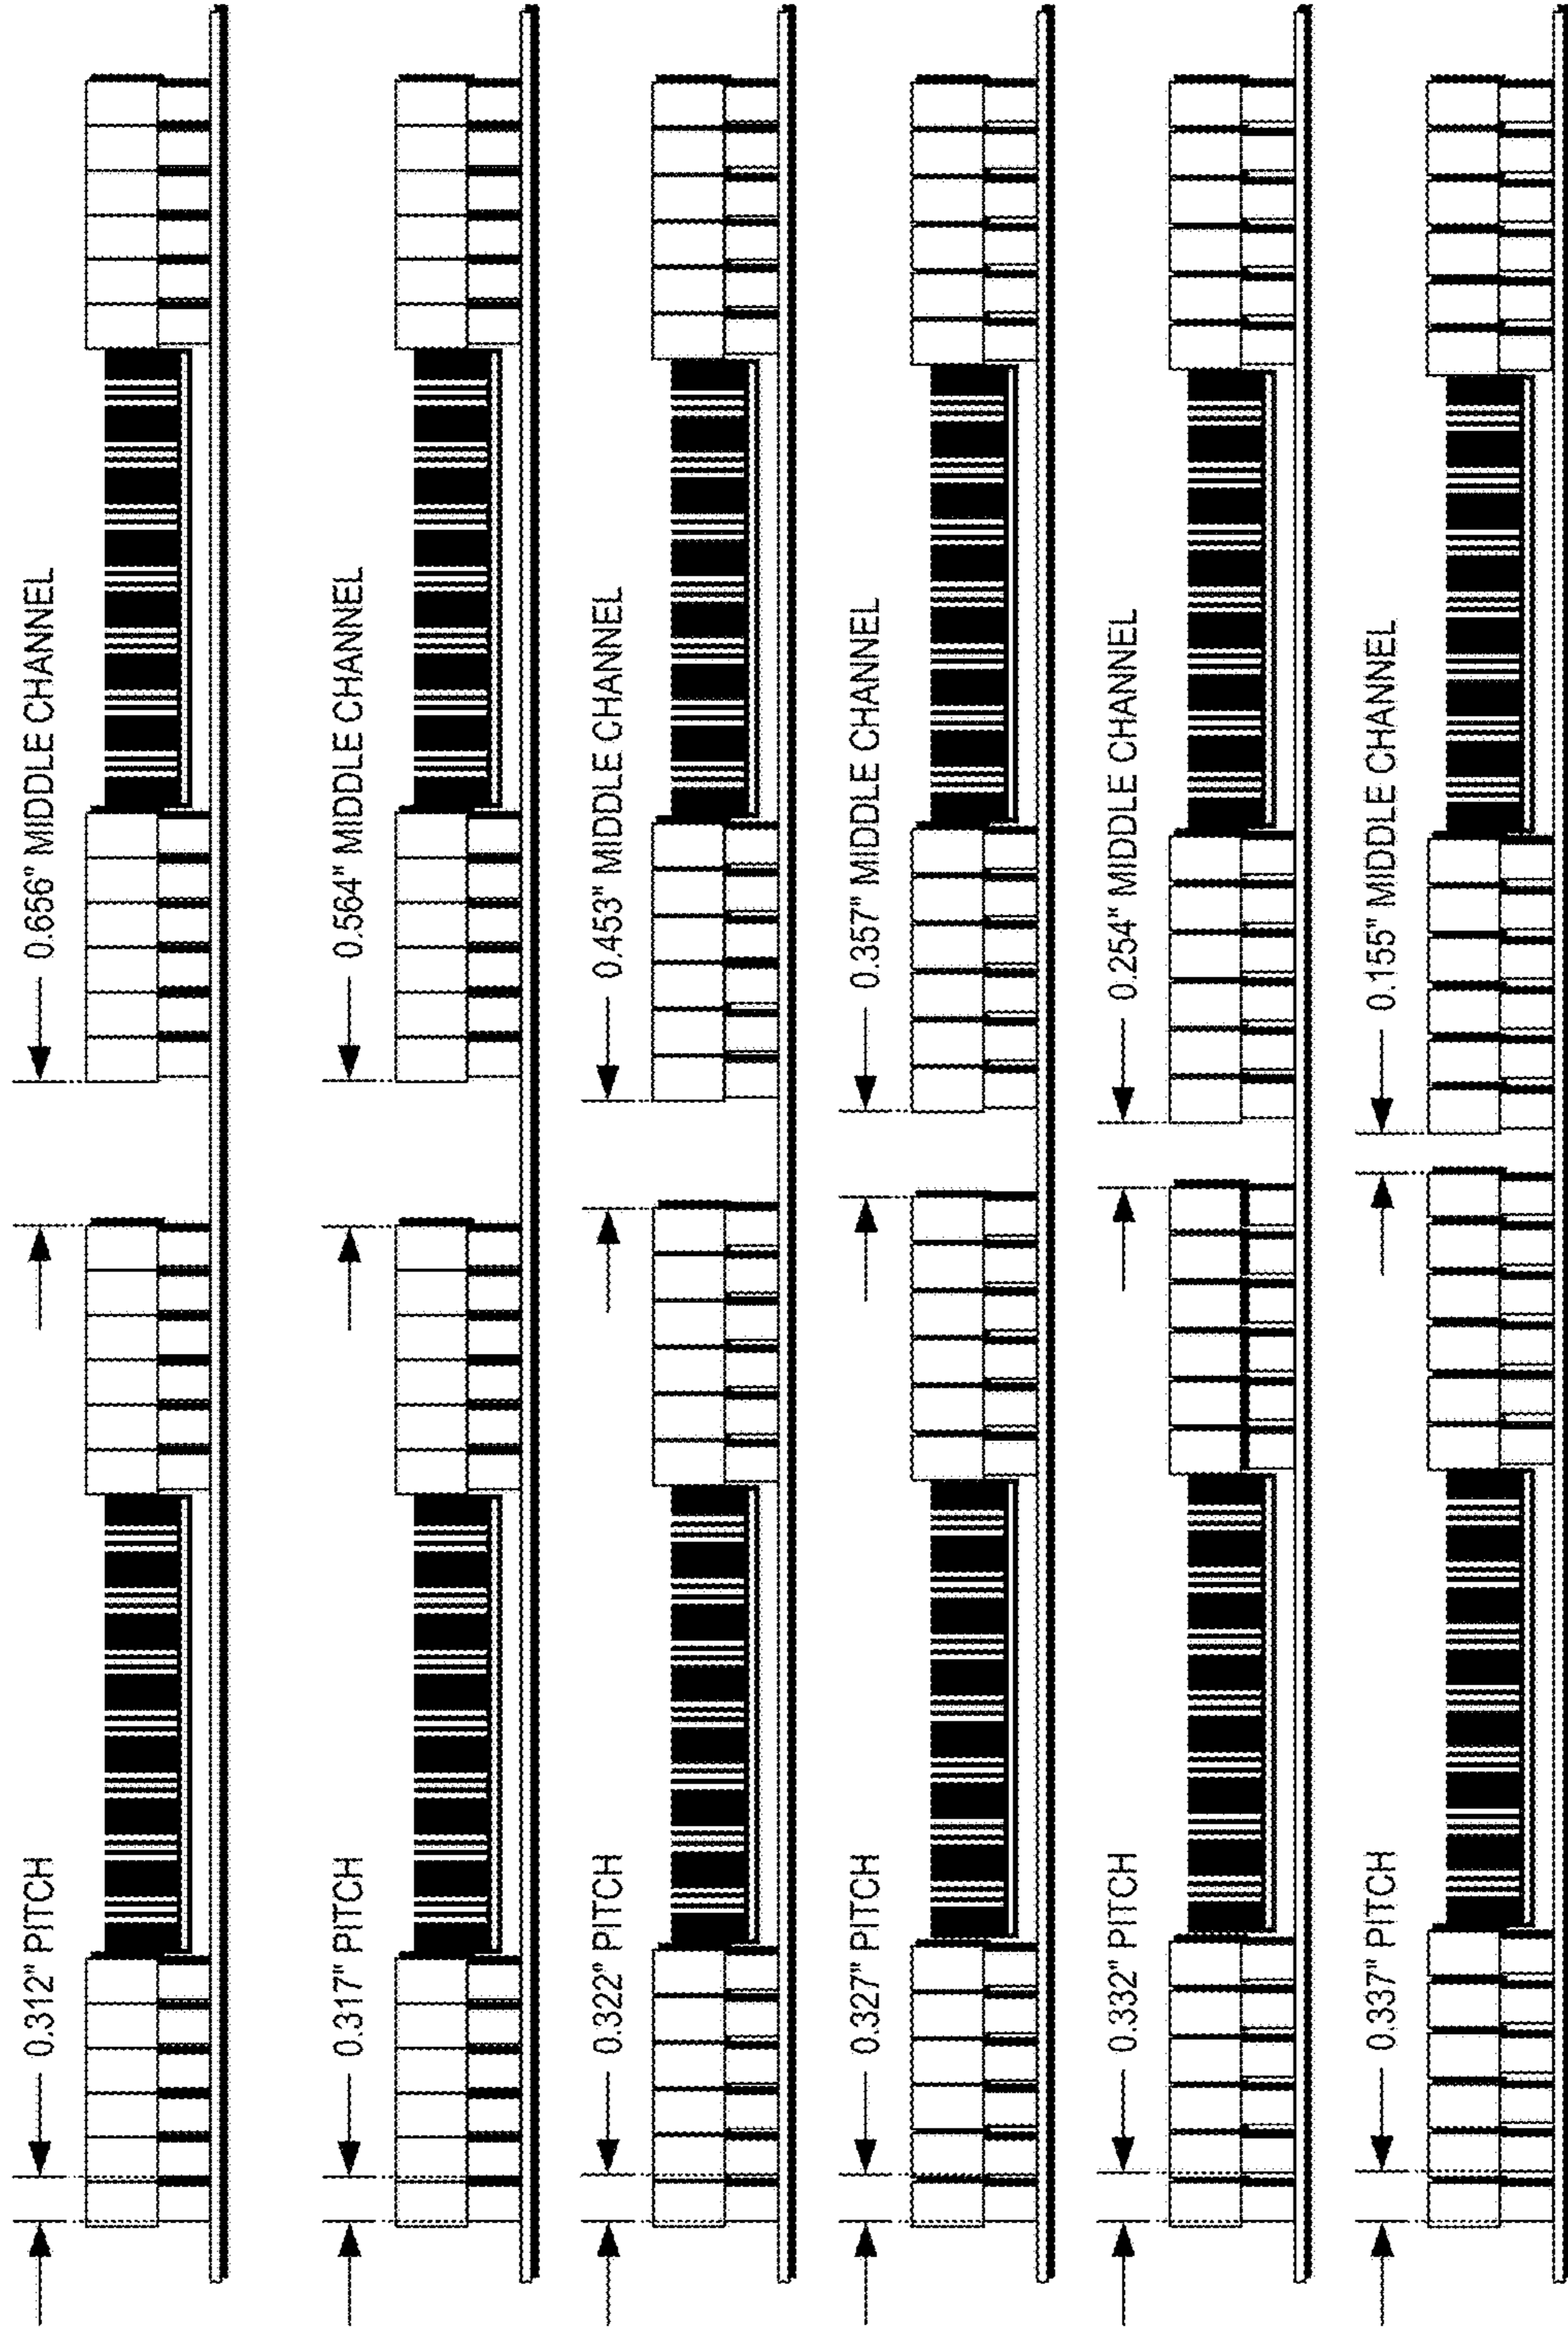 0.312" PITCH
0.656" MIDDLE CHANNEL
0.317" PITCH
0.564" MIDDLE CHANNEL
0.322" PITCH
0.453" MIDDLE CHANNEL
0.327" PITCH
0.357" MIDDLE CHANNEL
0.332" PITCH
0.254" MIDDLE CHANNEL
0.337" PITCH
0.155" MIDDLE CHANNEL